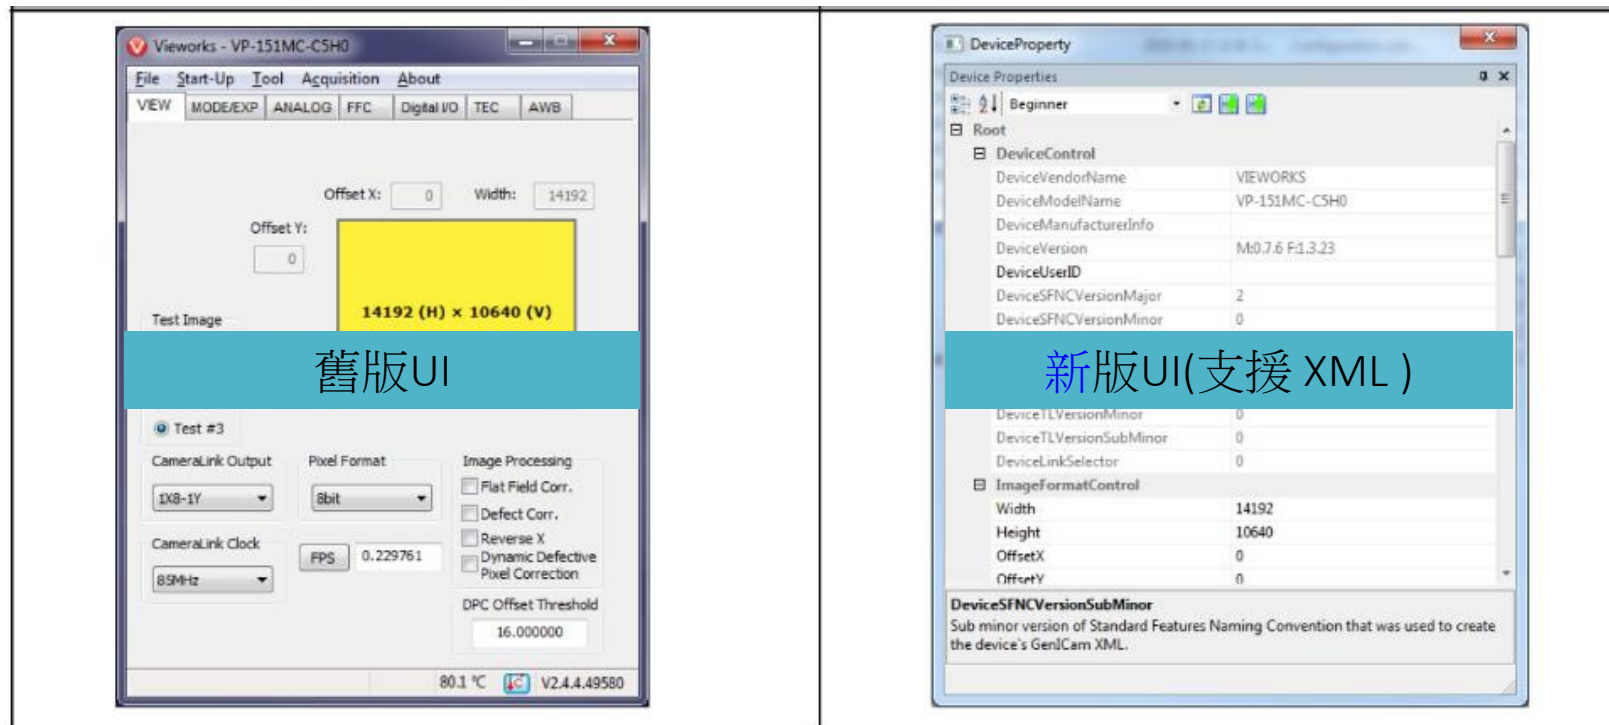 Vieworks - VP-151MC-C5H0
File Start-Up Tool Acquisition About
VIEW MODE/EXP ANALOG FFC Digital I/O TEC AWB
Offset X: 0 Width: 14192
Offset Y:
0
14192 (H) × 10640 (V)
Test Image
舊版UI
Test #3
CameraLink Output Pixel Format Image Processing
1X8-1Y 8bit Flat Field Corr.
Defect Corr.
Reverse X
CameraLink Clock FPS 0.229761 Dynamic Defective
Pixel Correction
85MHz
DPC Offset Threshold
16.000000
80.1 ℃ V2.4.4.49580
DeviceProperty
Device Properties
Beginner
Root
DeviceControl
DeviceVendorName VIEWORKS
DeviceModelName VP-151MC-C5H0
DeviceManufacturerInfo
DeviceVersion M:0.7.6 F:1.3.23
DeviceUserID
DeviceSFNCVersionMajor 2
DeviceSFNCVersionMinor 0
新版UI(支援 XML )
DeviceTLVersionMinor 0
DeviceTLVersionSubMinor 0
DeviceLinkSelector 0
ImageFormatControl
Width 14192
Height 10640
OffsetX 0
OffsetY 0
DeviceSFNCVersionSubMinor
Sub minor version of Standard Features Naming Convention that was used to create
the device's GenICam XML.